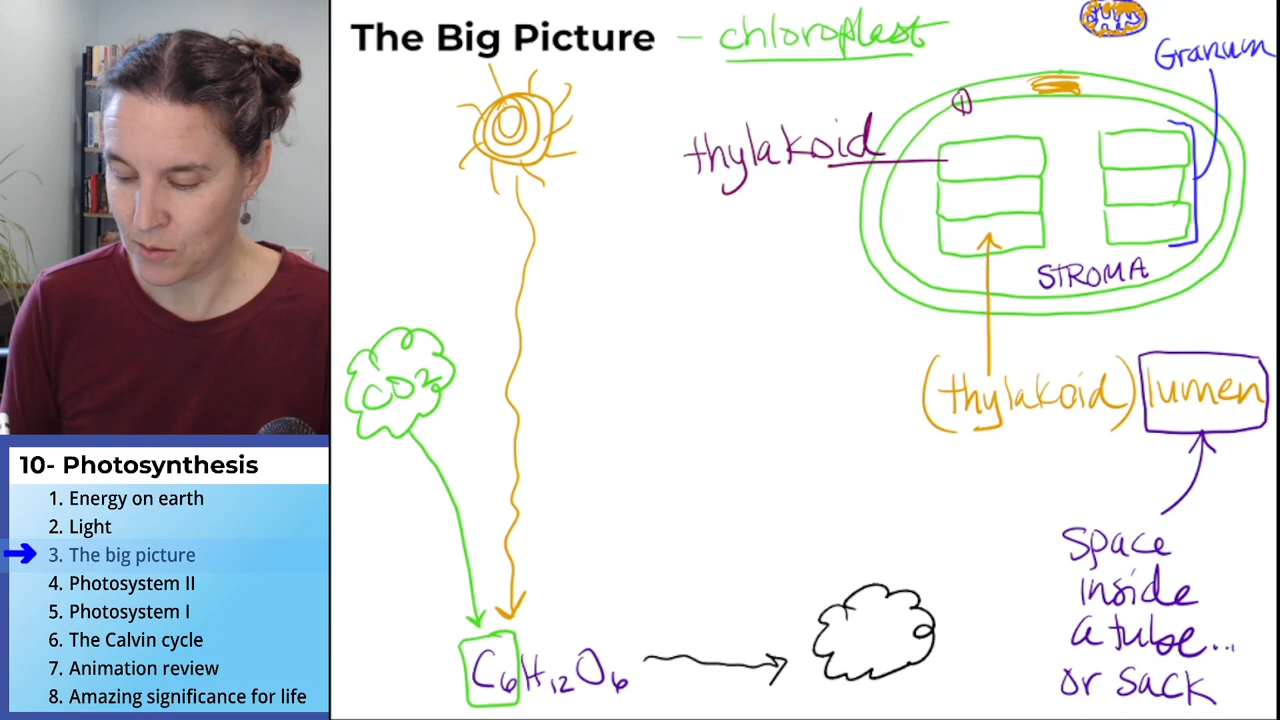 The Big Picture - chloroplast
Granum
thylakoid
STROMA
CO2
(thylakoid) lumen
space
inside
a tube...
or sack
C6H12O6
10- Photosynthesis
1. Energy on earth
2. Light
3. The big picture
4. Photosystem II
5. Photosystem I
6. The Calvin cycle
7. Animation review
8. Amazing significance for life